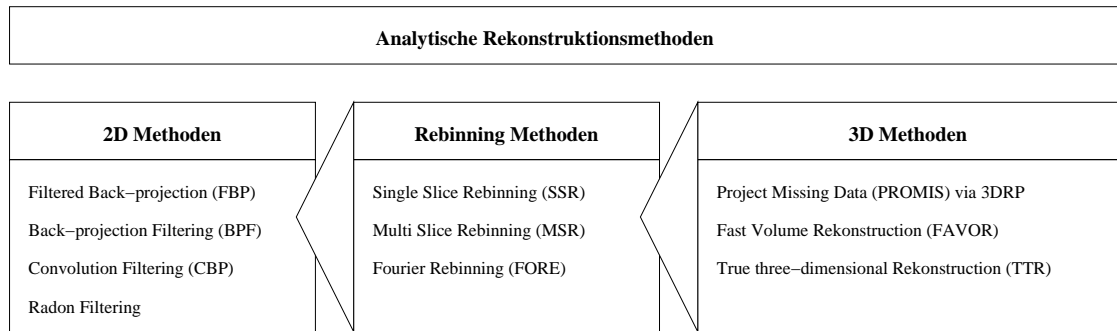 Analytische Rekonstruktionsmethoden
2D Methoden
Filtered Back−projection (FBP)
Back−projection Filtering (BPF)
Convolution Filtering (CBP)
Radon Filtering
Rebinning Methoden
Single Slice Rebinning (SSR)
Multi Slice Rebinning (MSR)
Fourier Rebinning (FORE)
3D Methoden
Project Missing Data (PROMIS) via 3DRP
Fast Volume Rekonstruction (FAVOR)
True three−dimensional Rekonstruction (TTR)